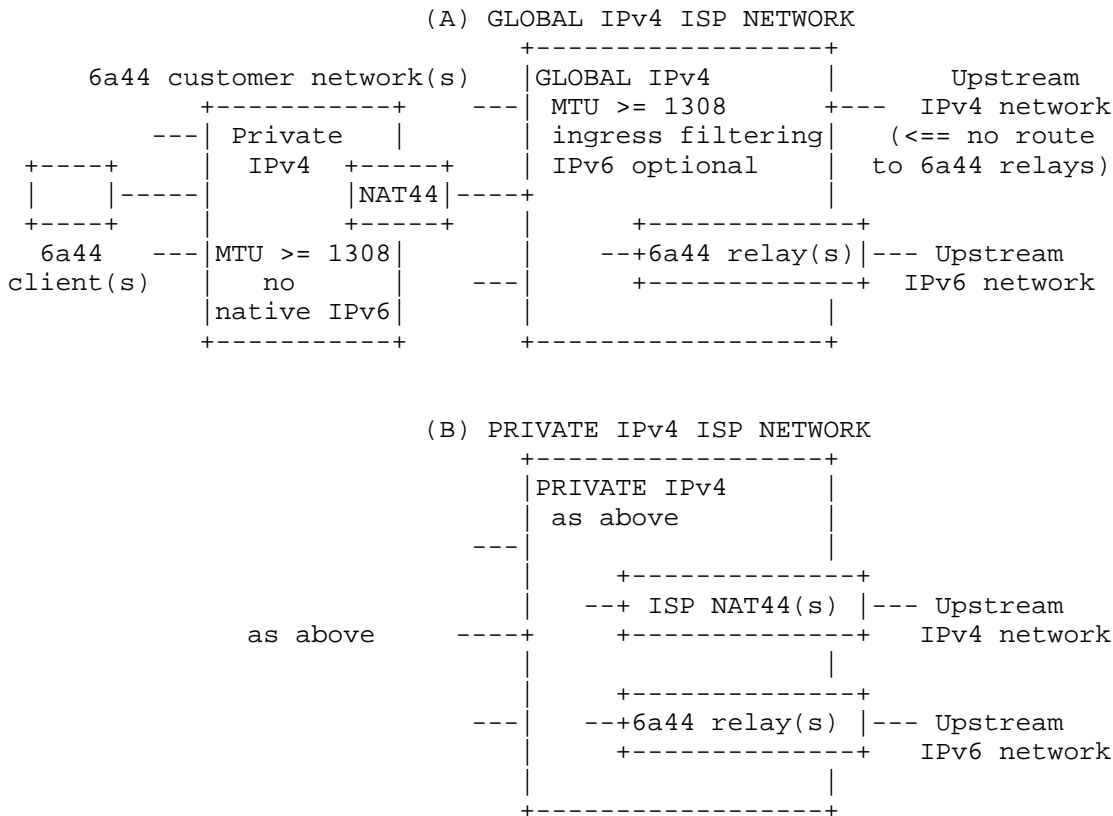 (A) GLOBAL IPv4 ISP NETWORK
+------------------+
6a44 customer network(s) |GLOBAL IPv4 | Upstream
+-----------+ ---| MTU >= 1308 +--- IPv4 network
---| Private | | ingress filtering| (<== no route
+----+ | IPv4 +-----+ | IPv6 optional | to 6a44 relays)
| |-----| |NAT44|----+ |
+----+ | +-----+ | +-------------+
6a44 ---|MTU >= 1308| | --+6a44 relay(s)|--- Upstream
client(s) | no | ---| +-------------+ IPv6 network
|native IPv6| | |
+-----------+ +------------------+
(B) PRIVATE IPv4 ISP NETWORK
+------------------+
|PRIVATE IPv4 |
| as above |
---| |
| +--------------+
| --+ ISP NAT44(s) |--- Upstream
as above ----+ +--------------+ IPv4 network
| |
| +--------------+
---| --+6a44 relay(s) |--- Upstream
| +--------------+ IPv6 network
| |
+------------------+